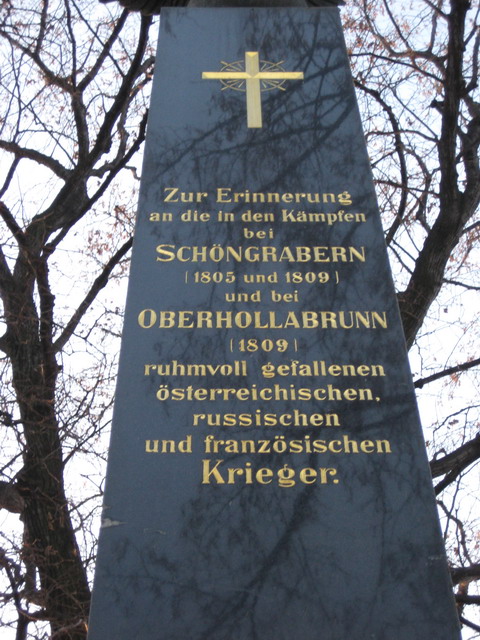 Zur Erinnerung
an die in den Kämpfen
bei
SCHÖNGRABERN
(1805 und 1809)
und bei
OBERHOLLABRUNN
(1809)
ruhmvoll gefallenen
österreichischen,
russischen
und französischen
Krieger.